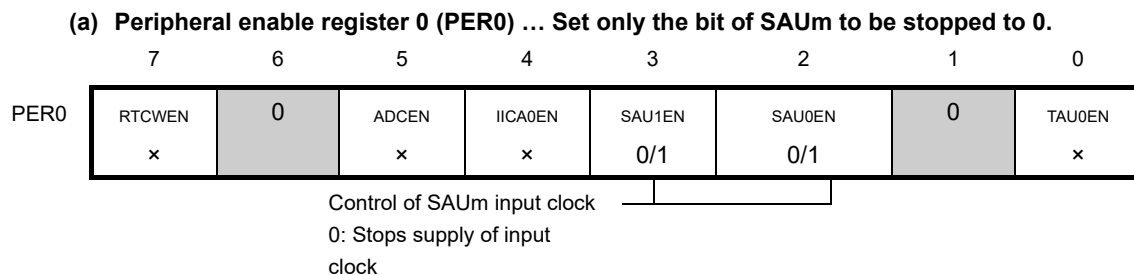 (a) Peripheral enable register 0 (PER0) … Set only the bit of SAUm to be stopped to 0.
7 6 5 4 3 2 1 0
PER0 RTCWEN 0 ADCEN IICA0EN SAU1EN SAU0EN 0 TAU0EN
× × × 0/1 0/1 ×
Control of SAUm input clock
0: Stops supply of input
clock